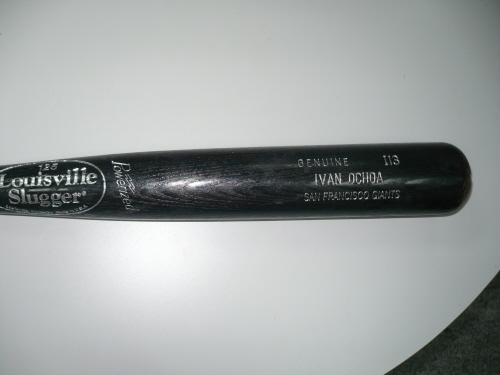 125
Louisville
Slugger®
Powerized
GENUINE I13
IVAN OCHOA
SAN FRANCISCO GIANTS